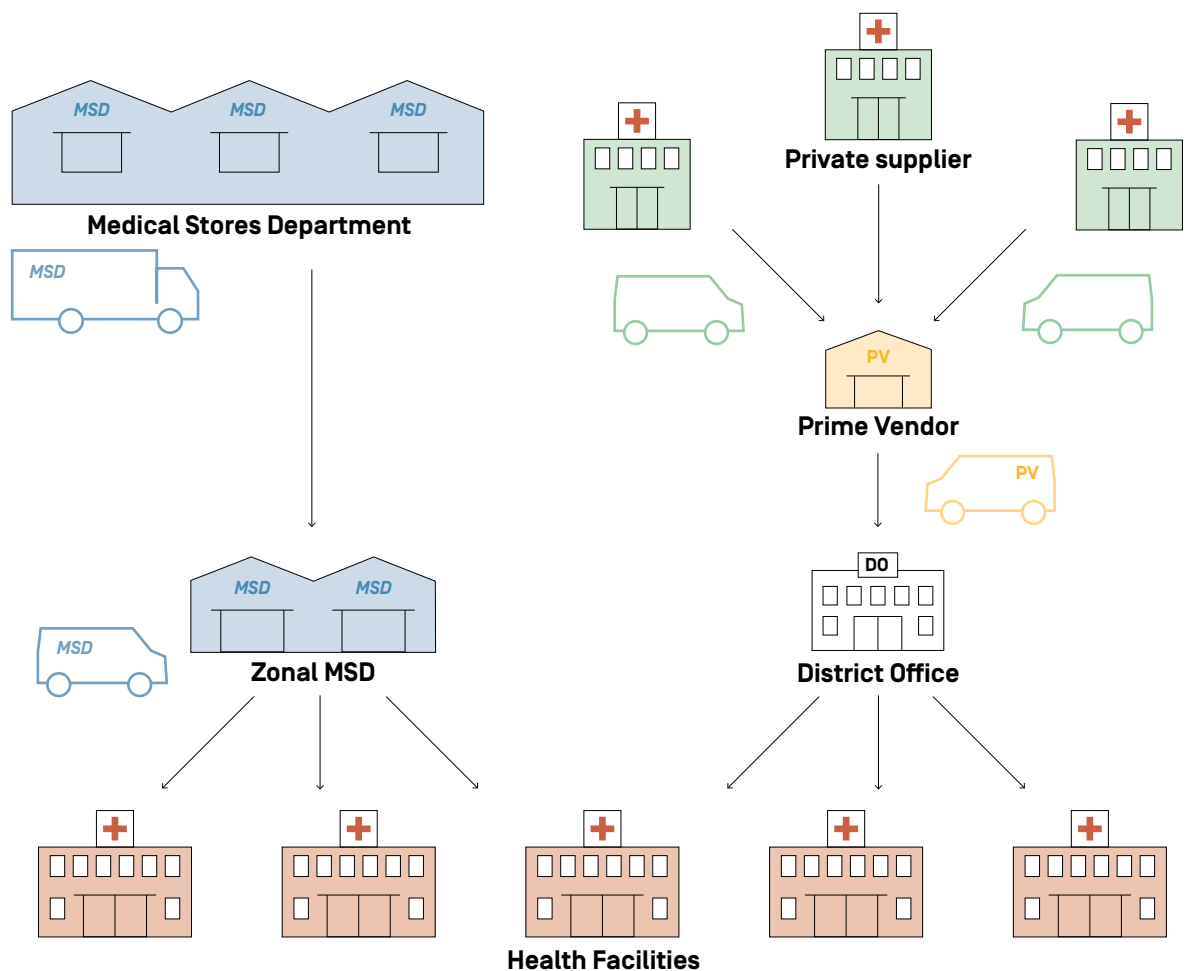 MSD
MSD
MSD
Medical Stores Department
Private supplier
MSD
PV
Prime Vendor
PV
MSD
MSD
DO
MSD
Zonal MSD
District Office
Health Facilities